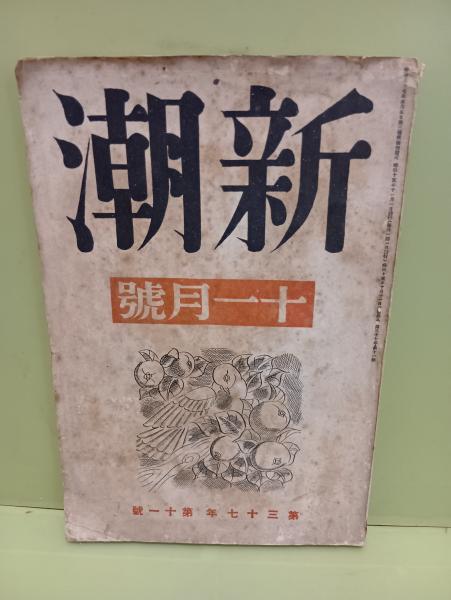 新潮
十一月號
第三十七年 第十一號